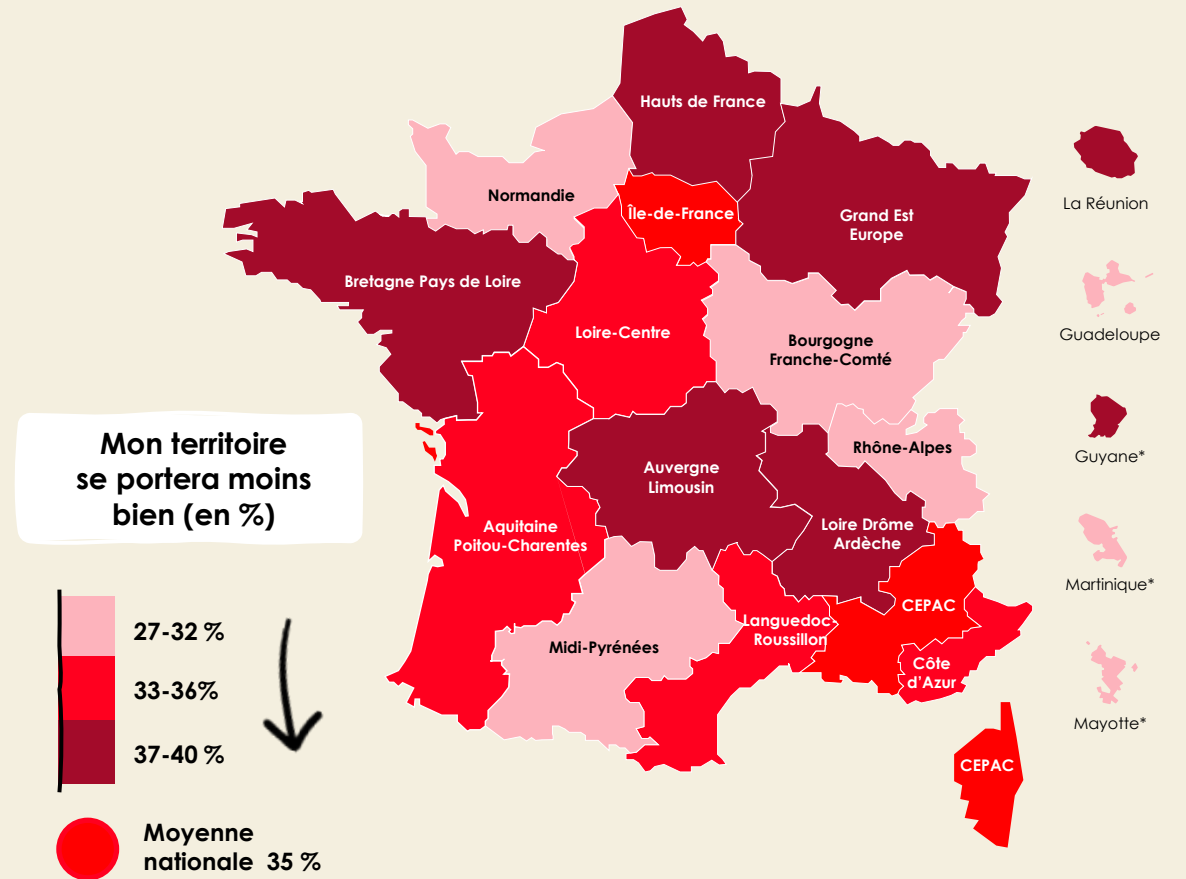 Hauts de France
Normandie
Île-de-France
Grand Est
Europe
La Réunion
Bretagne Pays de Loire
Loire-Centre
Bourgogne
Franche-Comté
Guadeloupe
Mon territoire
se portera moins
bien (en %)
Auvergne
Limousin
Rhône-Alpes
Guyane*
Aquitaine
Poitou-Charentes
Loire Drôme
Ardèche
Martinique*
CEPAC
Languedoc-
Roussillon
Midi-Pyrénées
Côte
d'Azur
Mayotte*
CEPAC
27-32 %
33-36%
37-40 %
Moyenne
nationale 35 %